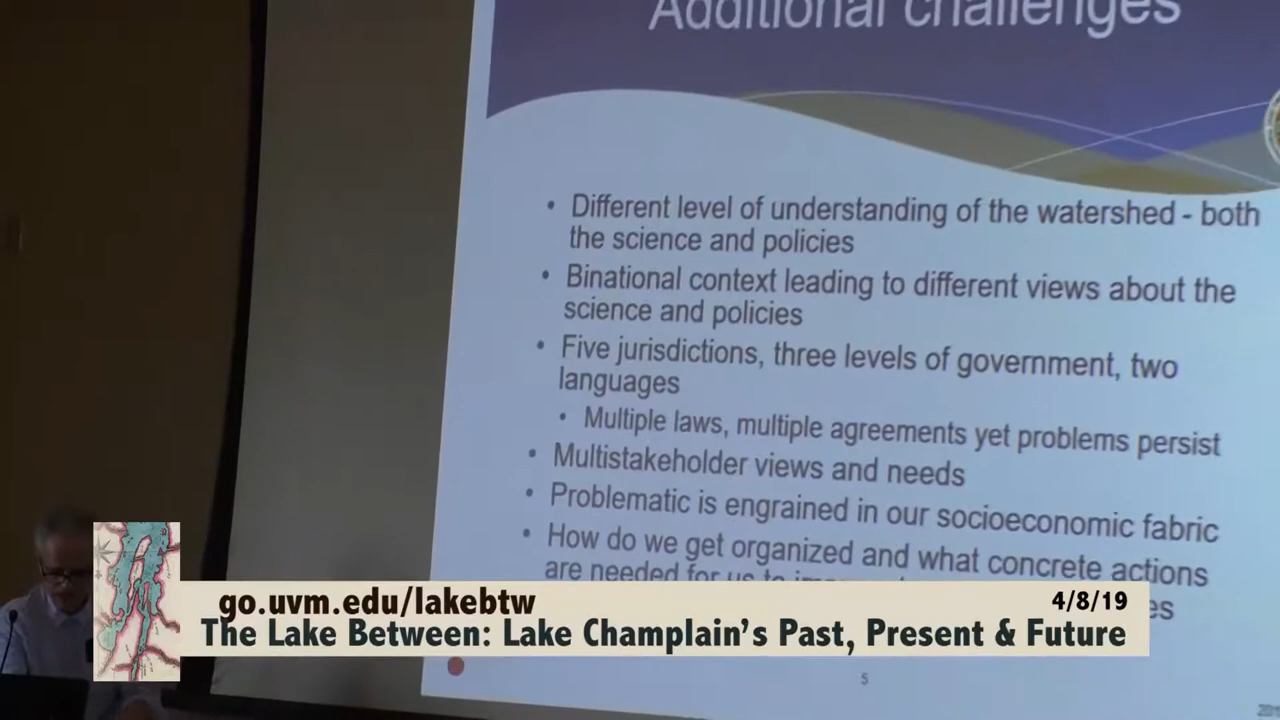 Additional challenges
• Different level of understanding of the watershed - both
the science and policies
• Binational context leading to different views about the
science and policies
• Five jurisdictions, three levels of government, two
languages
• Multiple laws, multiple agreements yet problems persist
• Multistakeholder views and needs
• Problematic is engrained in our socioeconomic fabric
• How do we get organized and what concrete actions
are needed for us to
go.uvm.edu/lakebtw
4/8/19
The Lake Between: Lake Champlain's Past, Present & Future
5